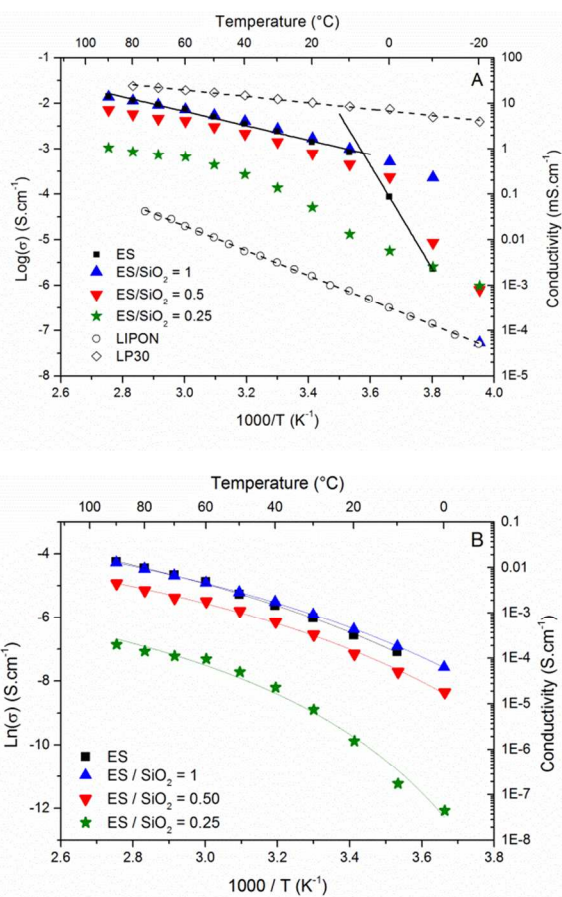 Temperature (°C)
100 80 60 40 20 0 -20
A
-1
-2
-3
-4
-5
-6
-7
-8
Log(σ) (S.cm⁻¹)
100
10
1
0.1
0.01
1E-3
1E-4
1E-5
Conductivity (mS.cm⁻¹)
ES
ES/SiO₂ = 1
ES/SiO₂ = 0.5
ES/SiO₂ = 0.25
LIPON
LP30
2.6 2.8 3.0 3.2 3.4 3.6 3.8 4.0
1000/T (K⁻¹)
Temperature (°C)
100 80 60 40 20 0
B
-4
-6
-8
-10
-12
Ln(σ) (S.cm⁻¹)
0.1
0.01
1E-3
1E-4
1E-5
1E-6
1E-7
1E-8
Conductivity (S.cm⁻¹)
ES
ES / SiO₂ = 1
ES / SiO₂ = 0.50
ES / SiO₂ = 0.25
2.6 2.8 3.0 3.2 3.4 3.6 3.8
1000 / T (K⁻¹)